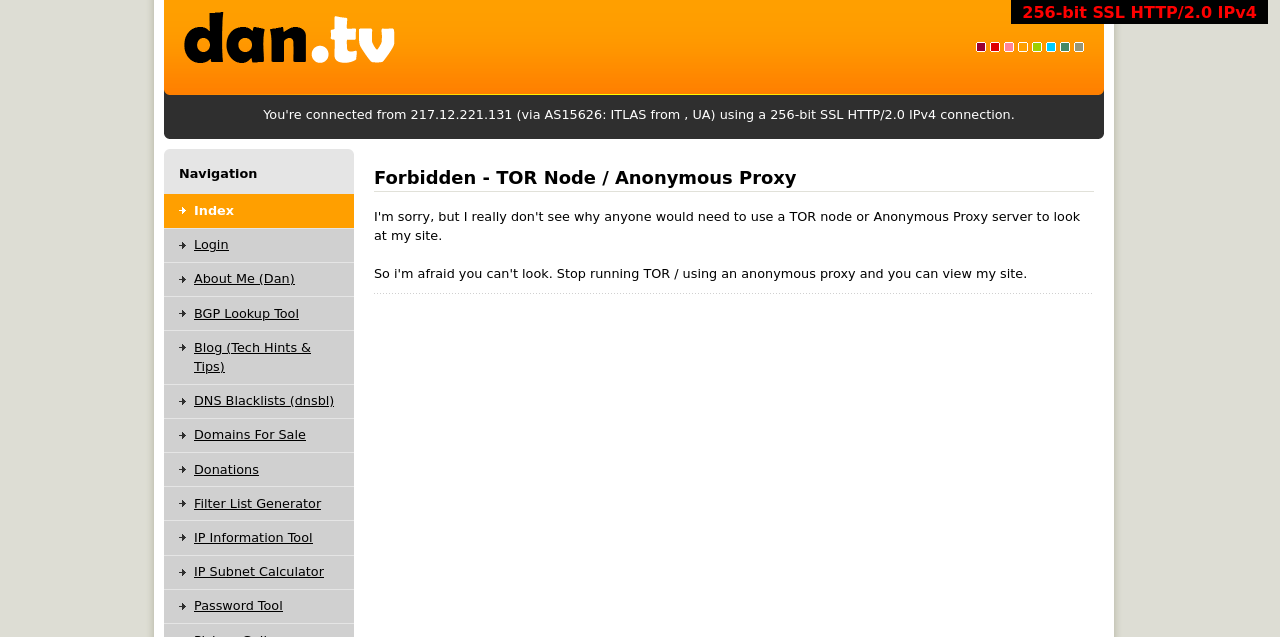 256-bit SSL HTTP/2.0 IPv4
dan.tv
You're connected from 217.12.221.131 (via AS15626: ITLAS from , UA) using a 256-bit SSL HTTP/2.0 IPv4 connection.
Navigation
Index
Login
About Me (Dan)
BGP Lookup Tool
Blog (Tech Hints &
Tips)
DNS Blacklists (dnsbl)
Domains For Sale
Donations
Filter List Generator
IP Information Tool
IP Subnet Calculator
Password Tool
Forbidden - TOR Node / Anonymous Proxy
I'm sorry, but I really don't see why anyone would need to use a TOR node or Anonymous Proxy server to look
at my site.
So i'm afraid you can't look. Stop running TOR / using an anonymous proxy and you can view my site.